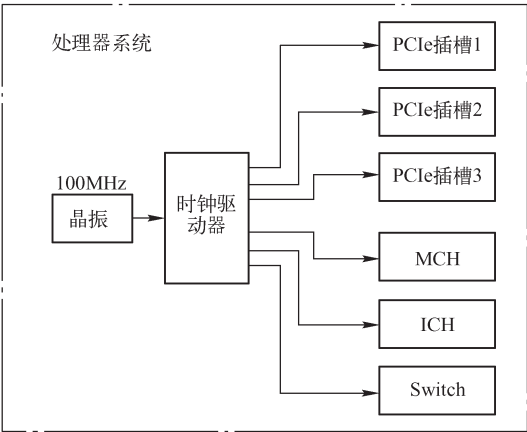 处理器系统
PCIe插槽1
PCIe插槽2
PCIe插槽3
100MHz
晶振
时钟驱
动器
MCH
ICH
Switch